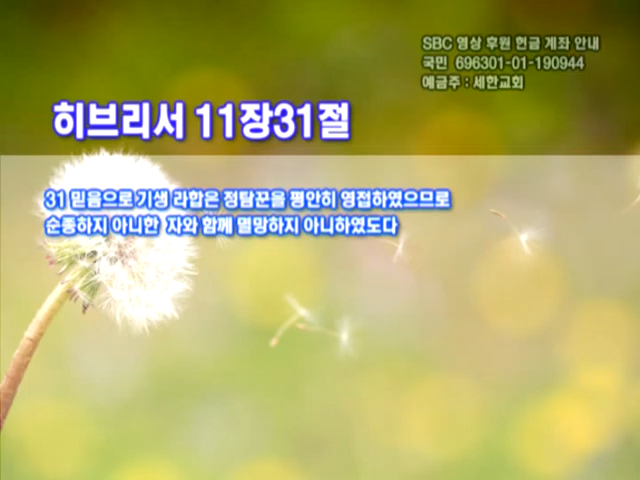 SBC 영상 후원 헌금 계좌 안내
국민 696301-01-190944
예금주 : 세한교회
히브리서 11장31절
31 믿음으로 기생 라합은 정탐꾼을 평안히 영접하였으므로
순종하지 아니한 자와 함께 멸망하지 아니하였도다